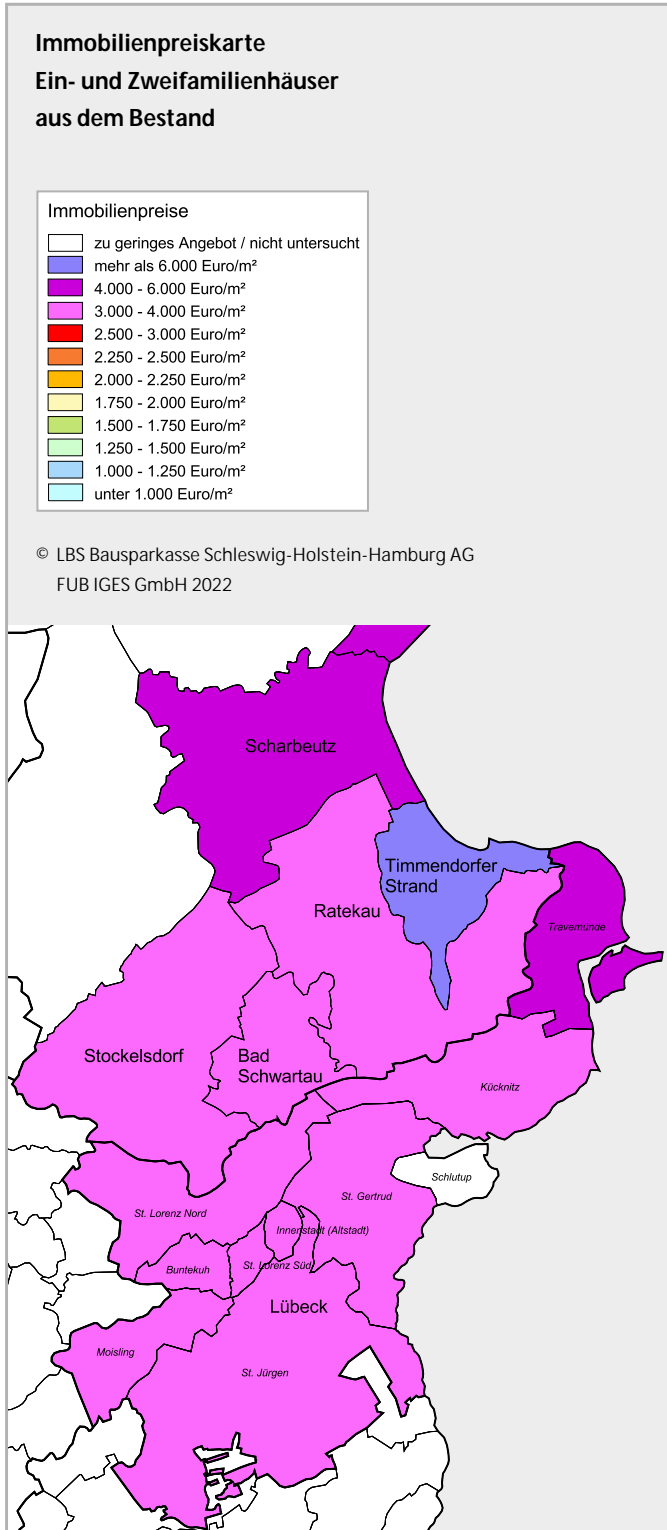 Immobilienpreiskarte
Ein- und Zweifamilienhäuser
aus dem Bestand
Immobilienpreise
zu geringes Angebot / nicht untersucht
mehr als 6.000 Euro/m²
4.000 - 6.000 Euro/m²
3.000 - 4.000 Euro/m²
2.500 - 3.000 Euro/m²
2.250 - 2.500 Euro/m²
2.000 - 2.250 Euro/m²
1.750 - 2.000 Euro/m²
1.500 - 1.750 Euro/m²
1.250 - 1.500 Euro/m²
1.000 - 1.250 Euro/m²
unter 1.000 Euro/m²
© LBS Bausparkasse Schleswig-Holstein-Hamburg AG
FUB IGES GmbH 2022
Scharbeutz
Timmendorfer
Strand
Ratekau
Travemünde
Stockelsdorf
Bad
Schwartau
Kücknitz
Schlutup
St. Gertrud
St. Lorenz Nord
Innenstadt (Altstadt)
Buntekuh
St. Lorenz Süd
Lübeck
Moisling
St. Jürgen